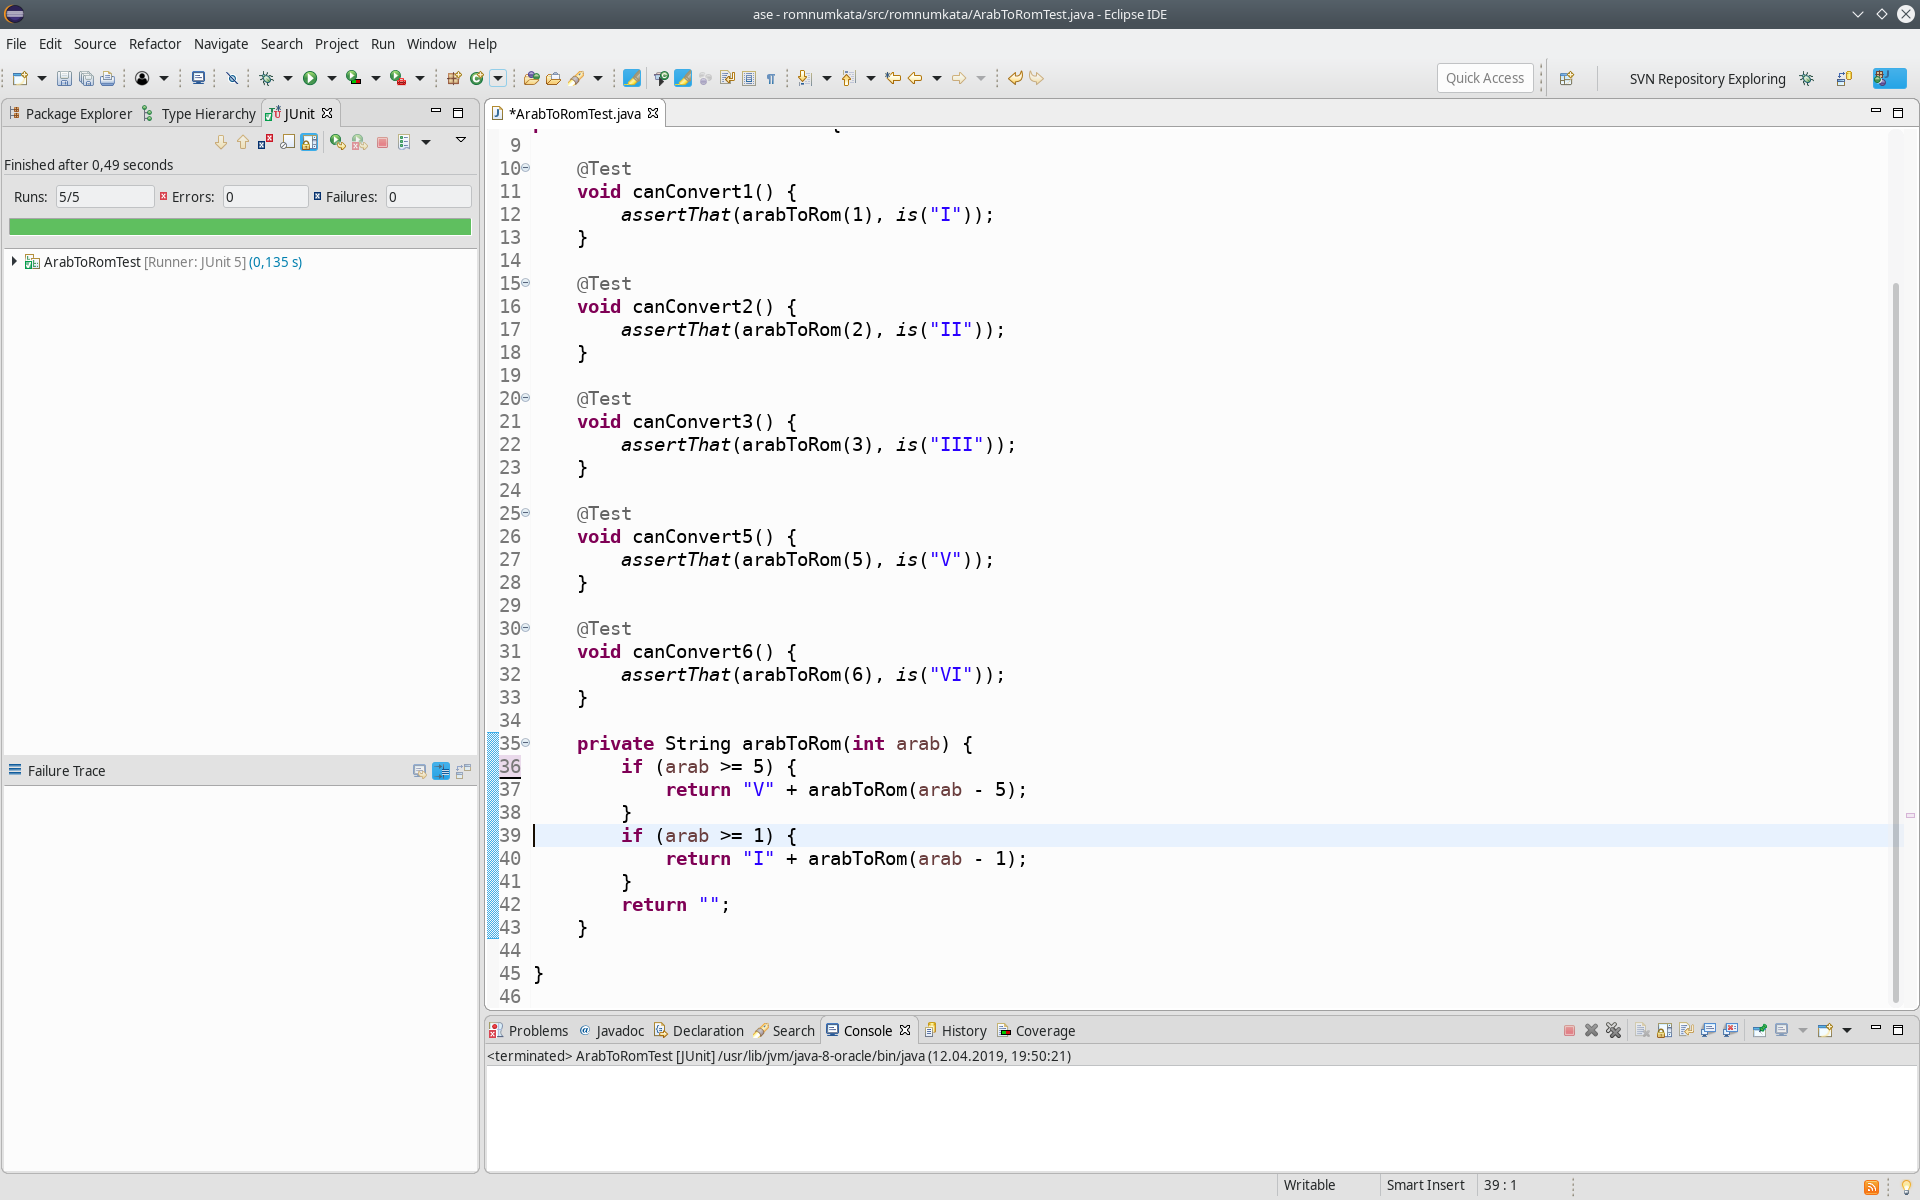 ase - romnumkata/src/romnumkata/ArabToRomTest.java - Eclipse IDE
File Edit Source Refactor Navigate Search Project Run Window Help
Quick Access
SVN Repository Exploring
Package Explorer Type Hierarchy JUnit
Finished after 0,49 seconds
Runs: 5/5 Errors: 0 Failures: 0
ArabToRomTest [Runner: JUnit 5] (0,135 s)
Failure Trace
*ArabToRomTest.java
9
10 @Test
11 void canConvert1() {
12 assertThat(arabToRom(1), is("I"));
13 }
14
15 @Test
16 void canConvert2() {
17 assertThat(arabToRom(2), is("II"));
18 }
19
20 @Test
21 void canConvert3() {
22 assertThat(arabToRom(3), is("III"));
23 }
24
25 @Test
26 void canConvert5() {
27 assertThat(arabToRom(5), is("V"));
28 }
29
30 @Test
31 void canConvert6() {
32 assertThat(arabToRom(6), is("VI"));
33 }
34
35 private String arabToRom(int arab) {
36 if (arab >= 5) {
37 return "V" + arabToRom(arab - 5);
38 }
39 if (arab >= 1) {
40 return "I" + arabToRom(arab - 1);
41 }
42 return "";
43 }
44
45 }
46
Problems Javadoc Declaration Search Console History Coverage
<terminated> ArabToRomTest [JUnit] /usr/lib/jvm/java-8-oracle/bin/java (12.04.2019, 19:50:21)
Writable Smart Insert 39 : 1